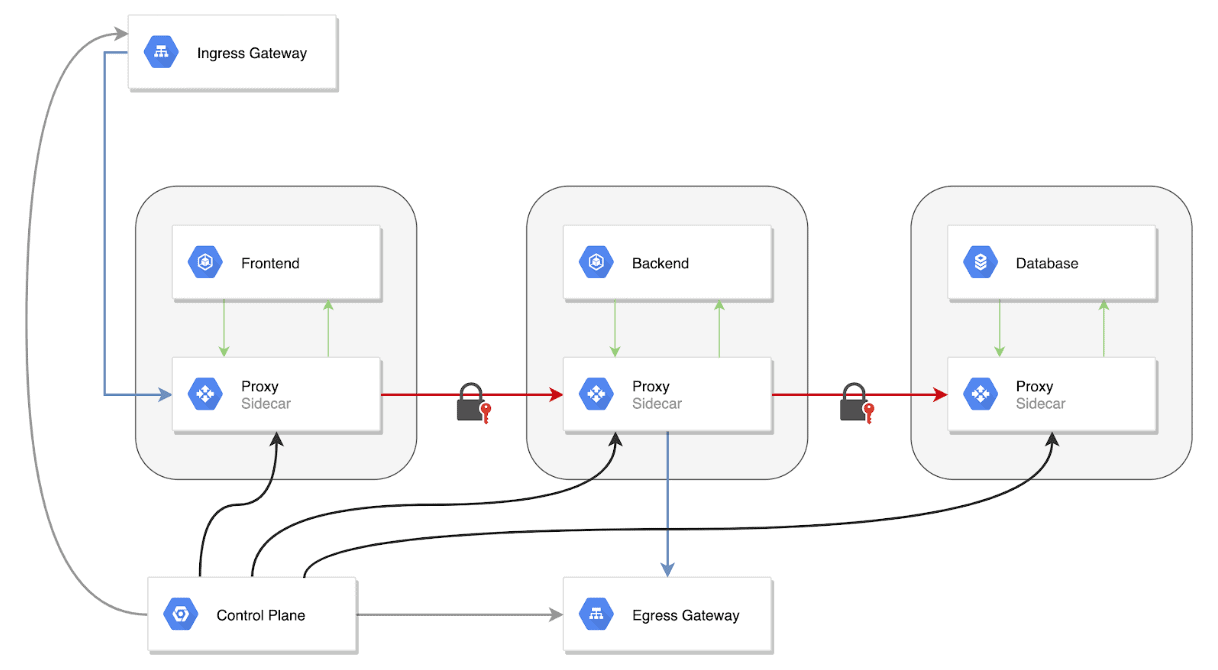 Ingress Gateway
Frontend
Backend
Database
Proxy
Sidecar
Proxy
Sidecar
Proxy
Sidecar
Control Plane
Egress Gateway